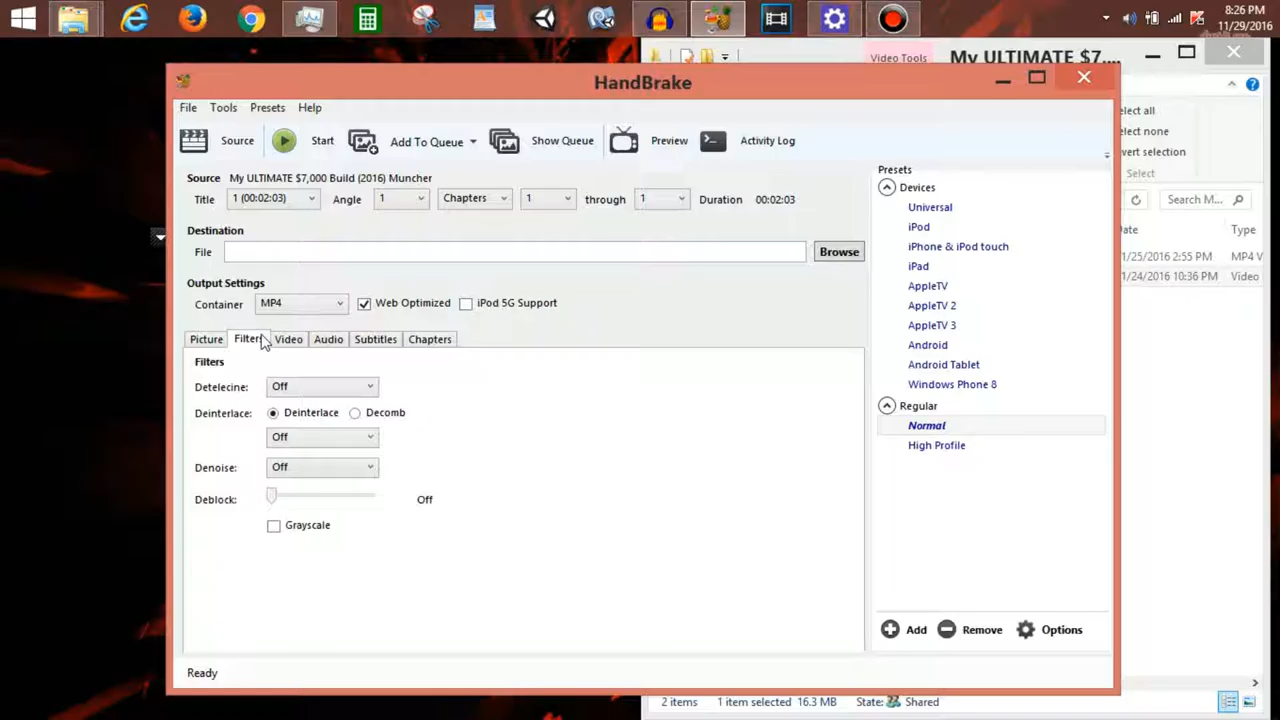 8:26 PM
11/29/2016
Video Tools
My ULTIMATE $7....
HandBrake
File Tools Presets Help
Source Start Add To Queue Show Queue Preview Activity Log
Source My ULTIMATE $7,000 Build (2016) Muncher
Title 1 (00:02:03) Angle 1 Chapters 1 through 1 Duration 00:02:03
Destination
File Browse
Output Settings
Container MP4 Web Optimized iPod 5G Support
Picture Filters Video Audio Subtitles Chapters
Filters
Detelecine: Off
Deinterlace: Deinterlace Decomb
Off
Denoise: Off
Deblock: Off
Grayscale
Ready
Presets
Devices
Universal
iPod
iPhone & iPod touch
iPad
AppleTV
AppleTV 2
AppleTV 3
Android
Android Tablet
Windows Phone 8
Regular
Normal
High Profile
Add Remove Options
elect all
elect none
vert selection
Select
Search M...
ate Type
1/25/2016 2:55 PM MP4 V
1/24/2016 10:36 PM Video
2 items 1 item selected 16.3 MB State: Shared